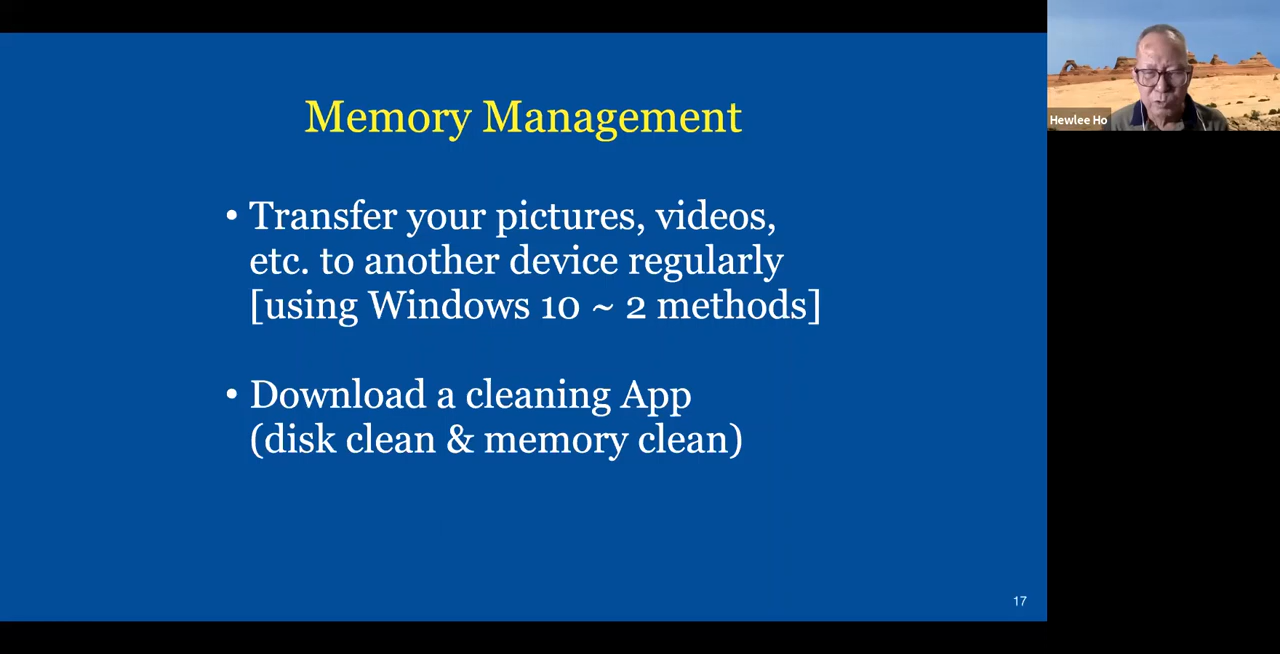 Memory Management
• Transfer your pictures, videos,
etc. to another device regularly
[using Windows 10 ~ 2 methods]
• Download a cleaning App
(disk clean & memory clean)
17
Hewlee Ho